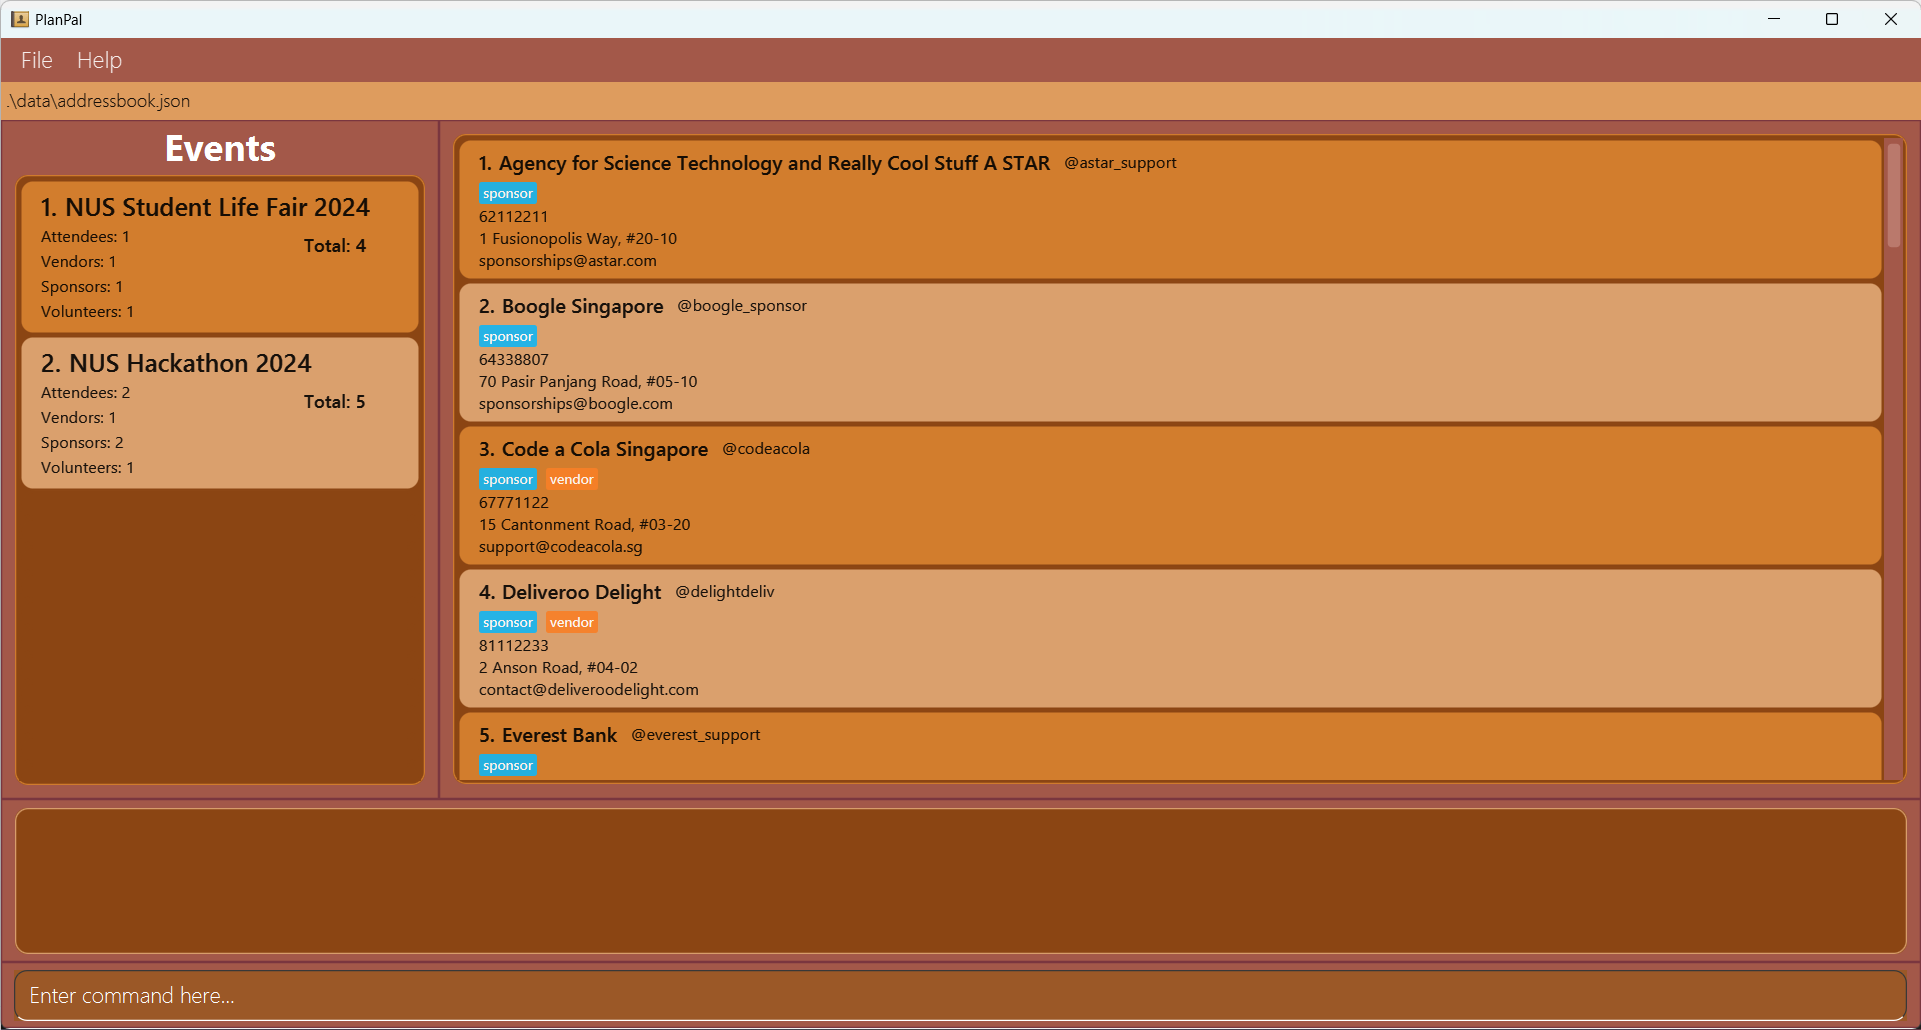 PlanPal
File Help
.\data\addressbook.json
Events
1. NUS Student Life Fair 2024
Attendees: 1
Total: 4
Vendors: 1
Sponsors: 1
Volunteers: 1
2. NUS Hackathon 2024
Attendees: 2
Total: 5
Vendors: 1
Sponsors: 2
Volunteers: 1
1. Agency for Science Technology and Really Cool Stuff A STAR @astar_support
sponsor
62112211
1 Fusionopolis Way, #20-10
sponsorships@astar.com
2. Boogle Singapore @boogle_sponsor
sponsor
64338807
70 Pasir Panjang Road, #05-10
sponsorships@boogle.com
3. Code a Cola Singapore @codeacola
sponsor vendor
67771122
15 Cantonment Road, #03-20
support@codeacola.sg
4. Deliveroo Delight @delightdeliv
sponsor vendor
81112233
2 Anson Road, #04-02
contact@deliveroodelight.com
5. Everest Bank @everest_support
sponsor
Enter command here...